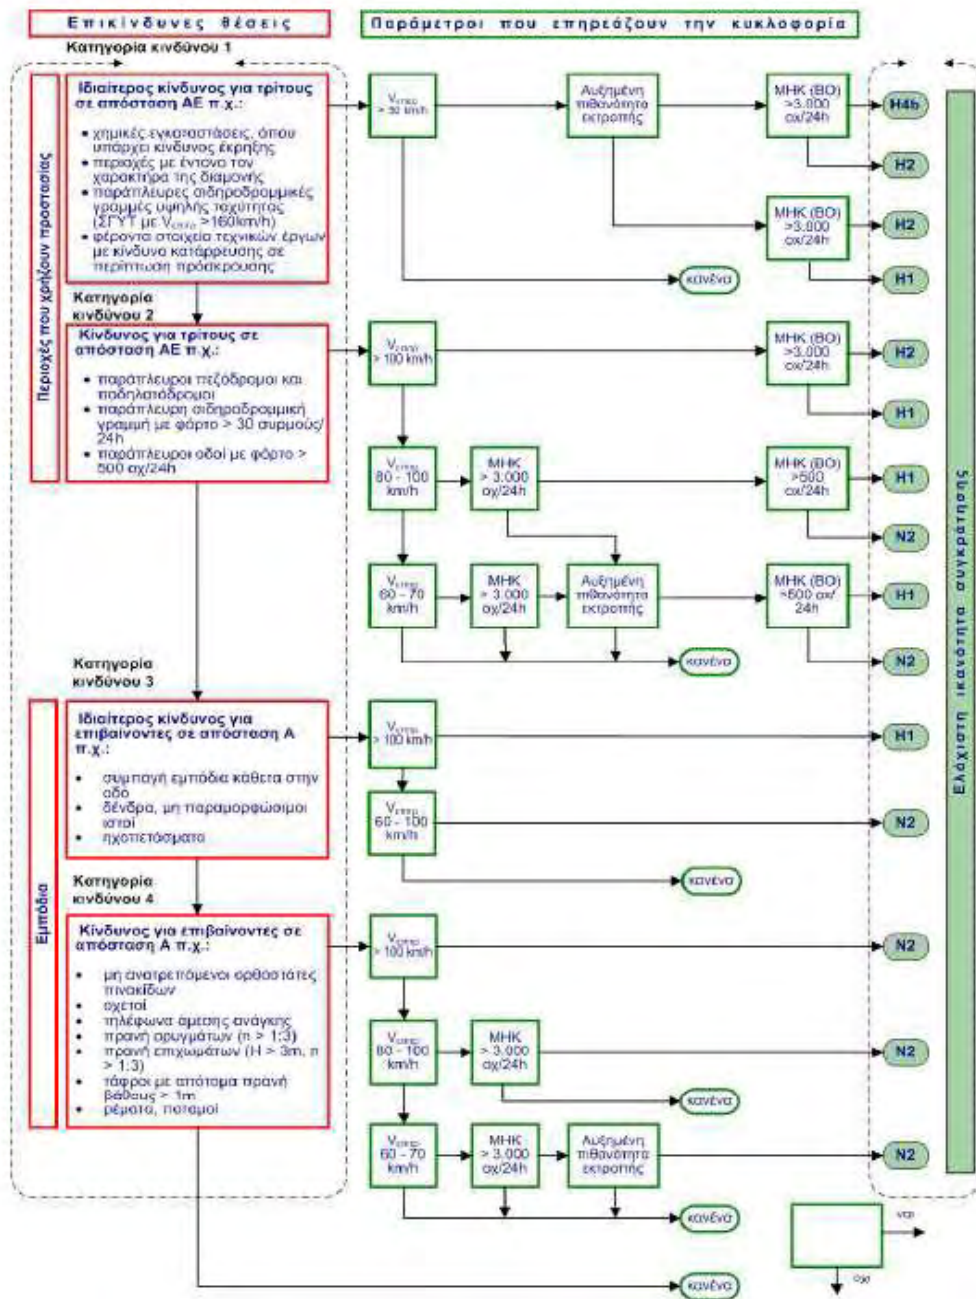 Επικίνδυνες θέσεις
Παράμετροι που επηρεάζουν την κυκλοφορία
Κατηγορία κινδύνου 1
Περιοχές που χρήζουν προστασίας
Ιδιαίτερος κίνδυνος για τρίτους
σε απόσταση ΑΕ π.χ.:
• χημικές εγκαταστάσεις, όπου
υπάρχει κίνδυνος έκρηξης
• περιοχές με έντονο τον
χαρακτήρα της διαμονής
• παράπλευρες σιδηροδρομικές
γραμμές υψηλής ταχύτητας
(ΣΓΥΤ με V >160km/h)
• φέροντα στοιχεία τεχνικών έργων
με κίνδυνο κατάρρευσης σε
περίπτωση πρόσκρουσης
V
> 50 km/h
Αυξημένη
πιθανότητα
εκτροπής
ΜΗΚ (ΒΟ)
>3.000
οχ/24h
H4b
H2
ΜΗΚ (ΒΟ)
>3.000
οχ/24h
H2
H1
κανένα
Κατηγορία
κινδύνου 2
Κίνδυνος για τρίτους σε
απόσταση ΑΕ π.χ.:
• παράπλευροι πεζόδρομοι και
ποδηλατόδρομοι
• παράπλευρη σιδηροδρομική
γραμμή με φόρτο > 30 συρμούς/
24h
• παράπλευροι οδοί με φόρτο >
500 οχ/24h
V
> 100 km/h
ΜΗΚ (ΒΟ)
>3.000
οχ/24h
H2
H1
V
80 - 100
km/h
ΜΗΚ
> 3.000
οχ/24h
ΜΗΚ (ΒΟ)
>500
οχ/24h
H1
N2
V
60 - 70
km/h
ΜΗΚ
> 3.000
οχ/24h
Αυξημένη
πιθανότητα
εκτροπής
ΜΗΚ (ΒΟ)
>500 οχ/
24h
H1
κανένα
N2
Ελάχιστη ικανότητα συγκράτησης
Κατηγορία
κινδύνου 3
Εμπόδια
Ιδιαίτερος κίνδυνος για
επιβαίνοντες σε απόσταση Α
π.χ.:
• συμπαγή εμπόδια κάθετα στην
οδό
• δένδρα, μη παραμορφώσιμοι
ιστοί
• ηχοπετάσματα
V
> 100 km/h
H1
V
60 - 100
km/h
N2
κανένα
Κατηγορία
κινδύνου 4
Κίνδυνος για επιβαίνοντες σε
απόσταση Α π.χ.:
• μη ανατρεπόμενοι ορθοστάτες
πινακίδων
• οχετοί
• τηλέφωνα άμεσης ανάγκης
• πρανή ορυγμάτων (n > 1:3)
• πρανή επιχωμάτων (H > 3m, n
> 1:3)
• τάφροι με απότομα πρανή
βάθους > 1m
• ρέματα, ποταμοί
V
> 100 km/h
N2
V
80 - 100
km/h
ΜΗΚ
> 3.000
οχ/24h
N2
κανένα
V
60 - 70
km/h
ΜΗΚ
> 3.000
οχ/24h
Αυξημένη
πιθανότητα
εκτροπής
N2
κανένα
ναι
όχι
κανένα